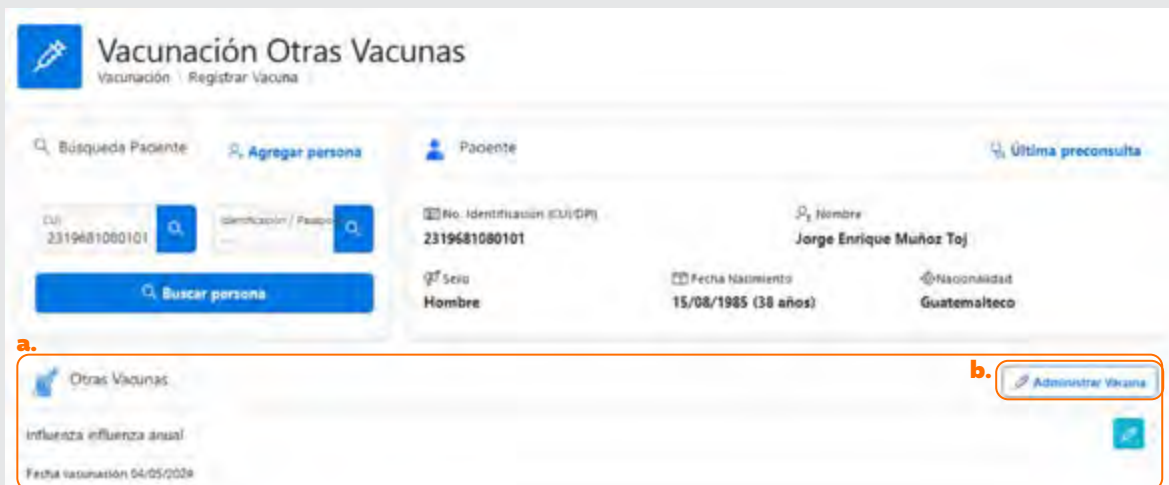 Vacunación Otras Vacunas
Vacunación Registrar Vacuna
Búsqueda Paciente Agregar persona
CUI
2319681080101
Identificación /
Buscar persona
Paciente Última preconsulta
No. Identificación (CUI/DPI) Nombre
2319681080101 Jorge Enrique Muñoz Toj
Sexo Fecha Nacimiento Nacionalidad
Hombre 15/08/1985 (38 años) Guatemalteco
a.
Otras Vacunas b. Administrar Vacuna
Influenza influenza anual
Fecha vacunación 04/05/2024